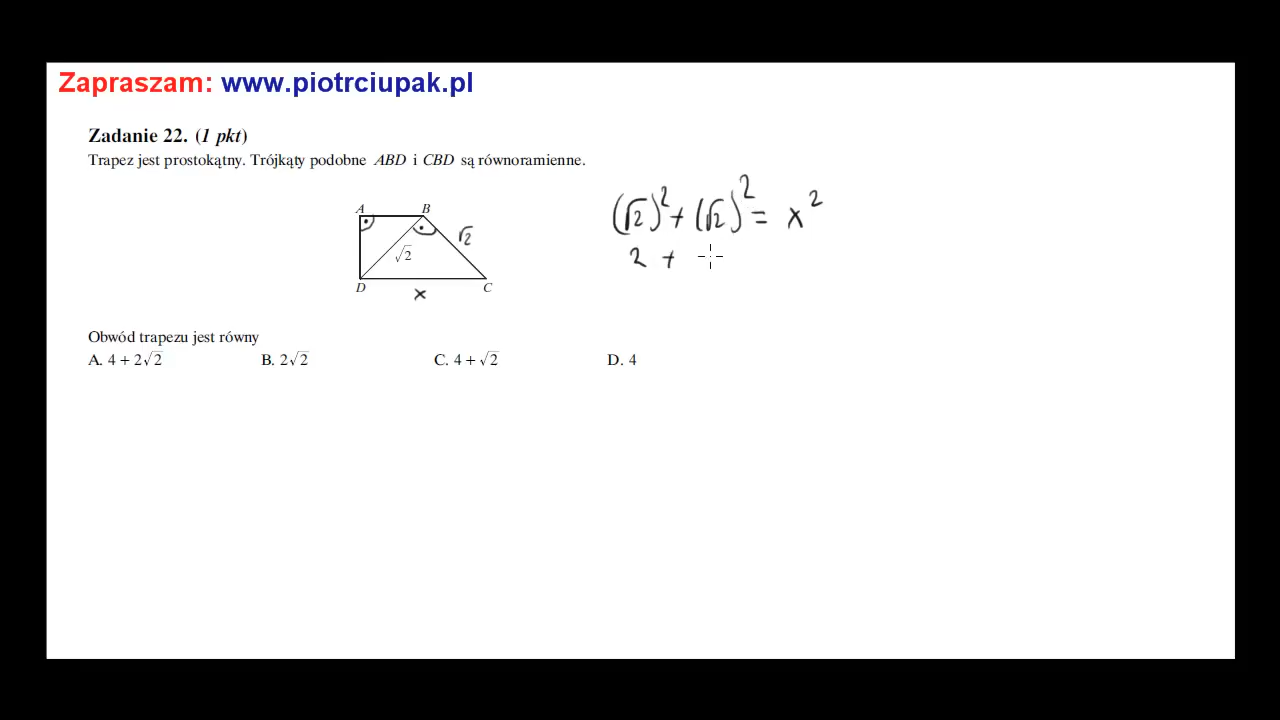 Zapraszam: www.piotrciupak.pl
Zadanie 22. (1 pkt)
Trapez jest prostokątny. Trójkąty podobne ABD i CBD są równoramienne.
A B
√2
√2
D C
x
(√2)² + (√2)² = x²
2 +
Obwód trapezu jest równy
A. 4 + 2√2 B. 2√2 C. 4 + √2 D. 4